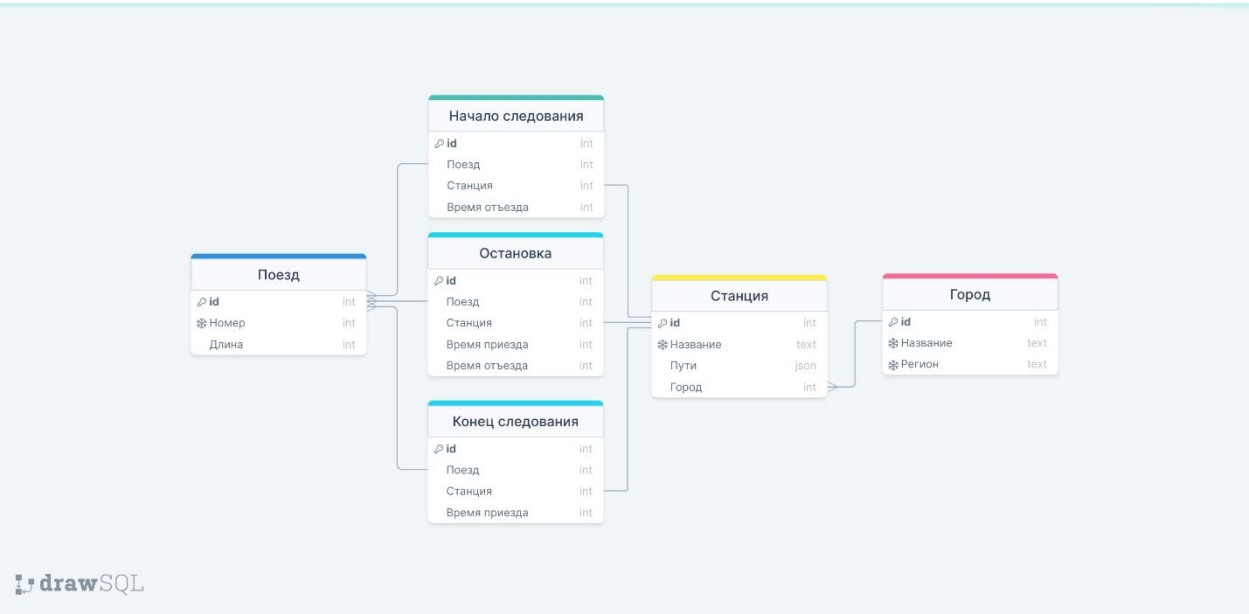 Начало следования
id int
Поезд int
Станция int
Время отъезда int
Остановка
id int
Поезд int
Станция int
Время приезда int
Время отъезда int
Конец следования
id int
Поезд int
Станция int
Время приезда int
Поезд
id int
Номер int
Длина int
Станция
id int
Название text
Пути json
Город int
Город
id int
Название text
Регион text
drawSQL